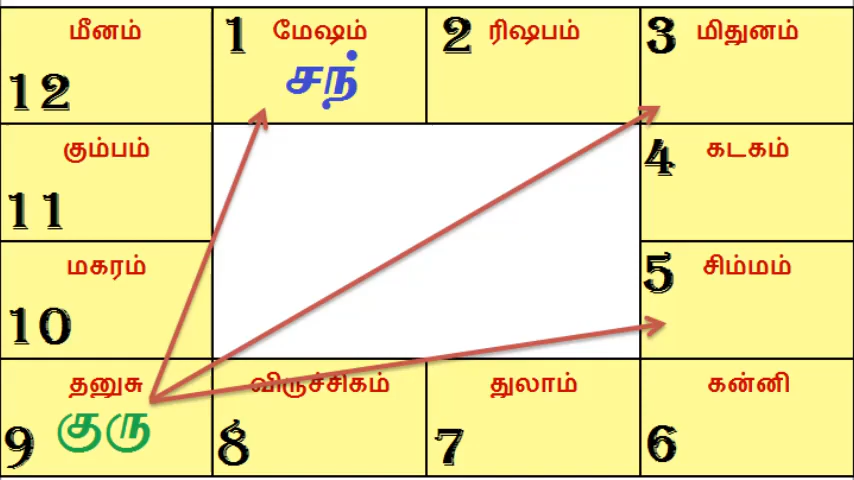 மீனம்
12
1 மேஷம்
சந்
2 ரிஷபம்
3 மிதுனம்
கும்பம்
11
4 கடகம்
மகரம்
10
5 சிம்மம்
தனுசு
9 குரு
விருச்சிகம்
8
துலாம்
7
கன்னி
6